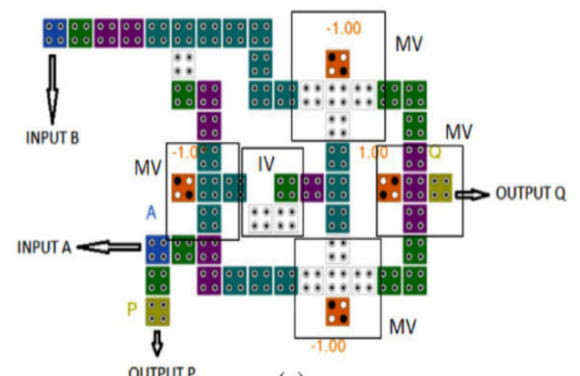 -1.00
MV
INPUT B
MV
-1.0
IV
1.00
MV
Q
OUTPUT Q
A
INPUT A
P
MV
-1.00
OUTPUT P